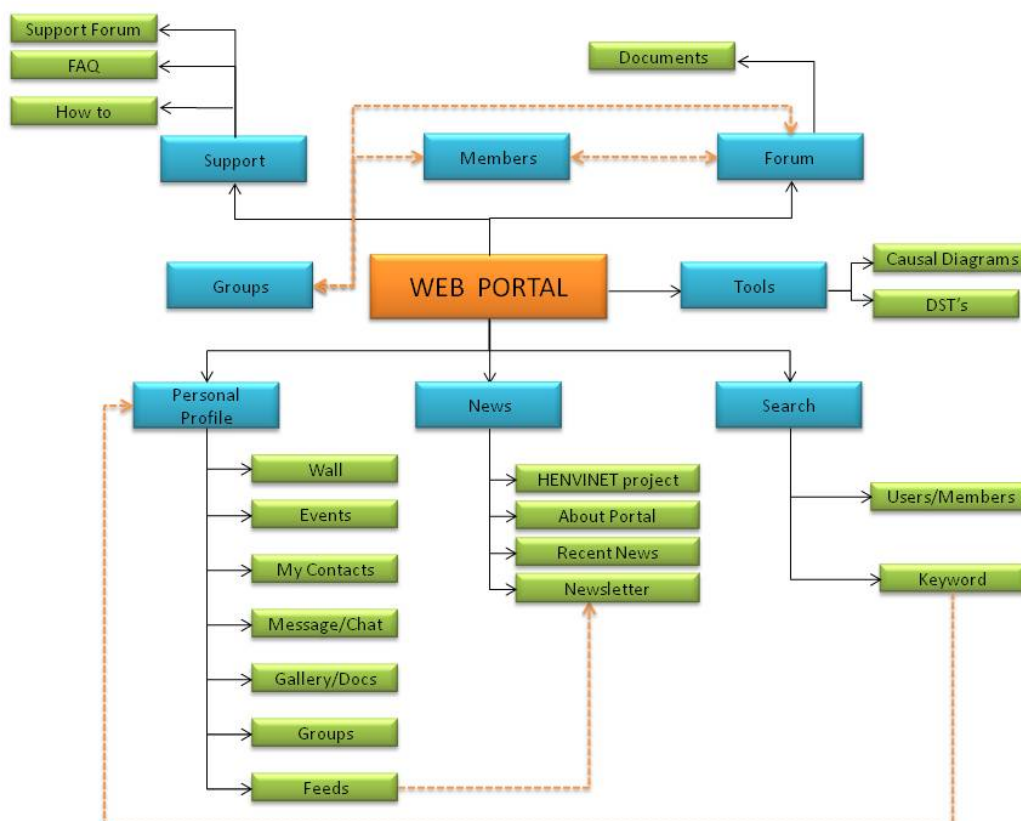 Support Forum
FAQ
How to
Documents
Support
Members
Forum
Groups
WEB PORTAL
Tools
Causal Diagrams
DST's
Personal
Profile
News
Search
Wall
Events
My Contacts
Message/Chat
Gallery/Docs
Groups
Feeds
HENVINET project
About Portal
Recent News
Newsletter
Users/Members
Keyword